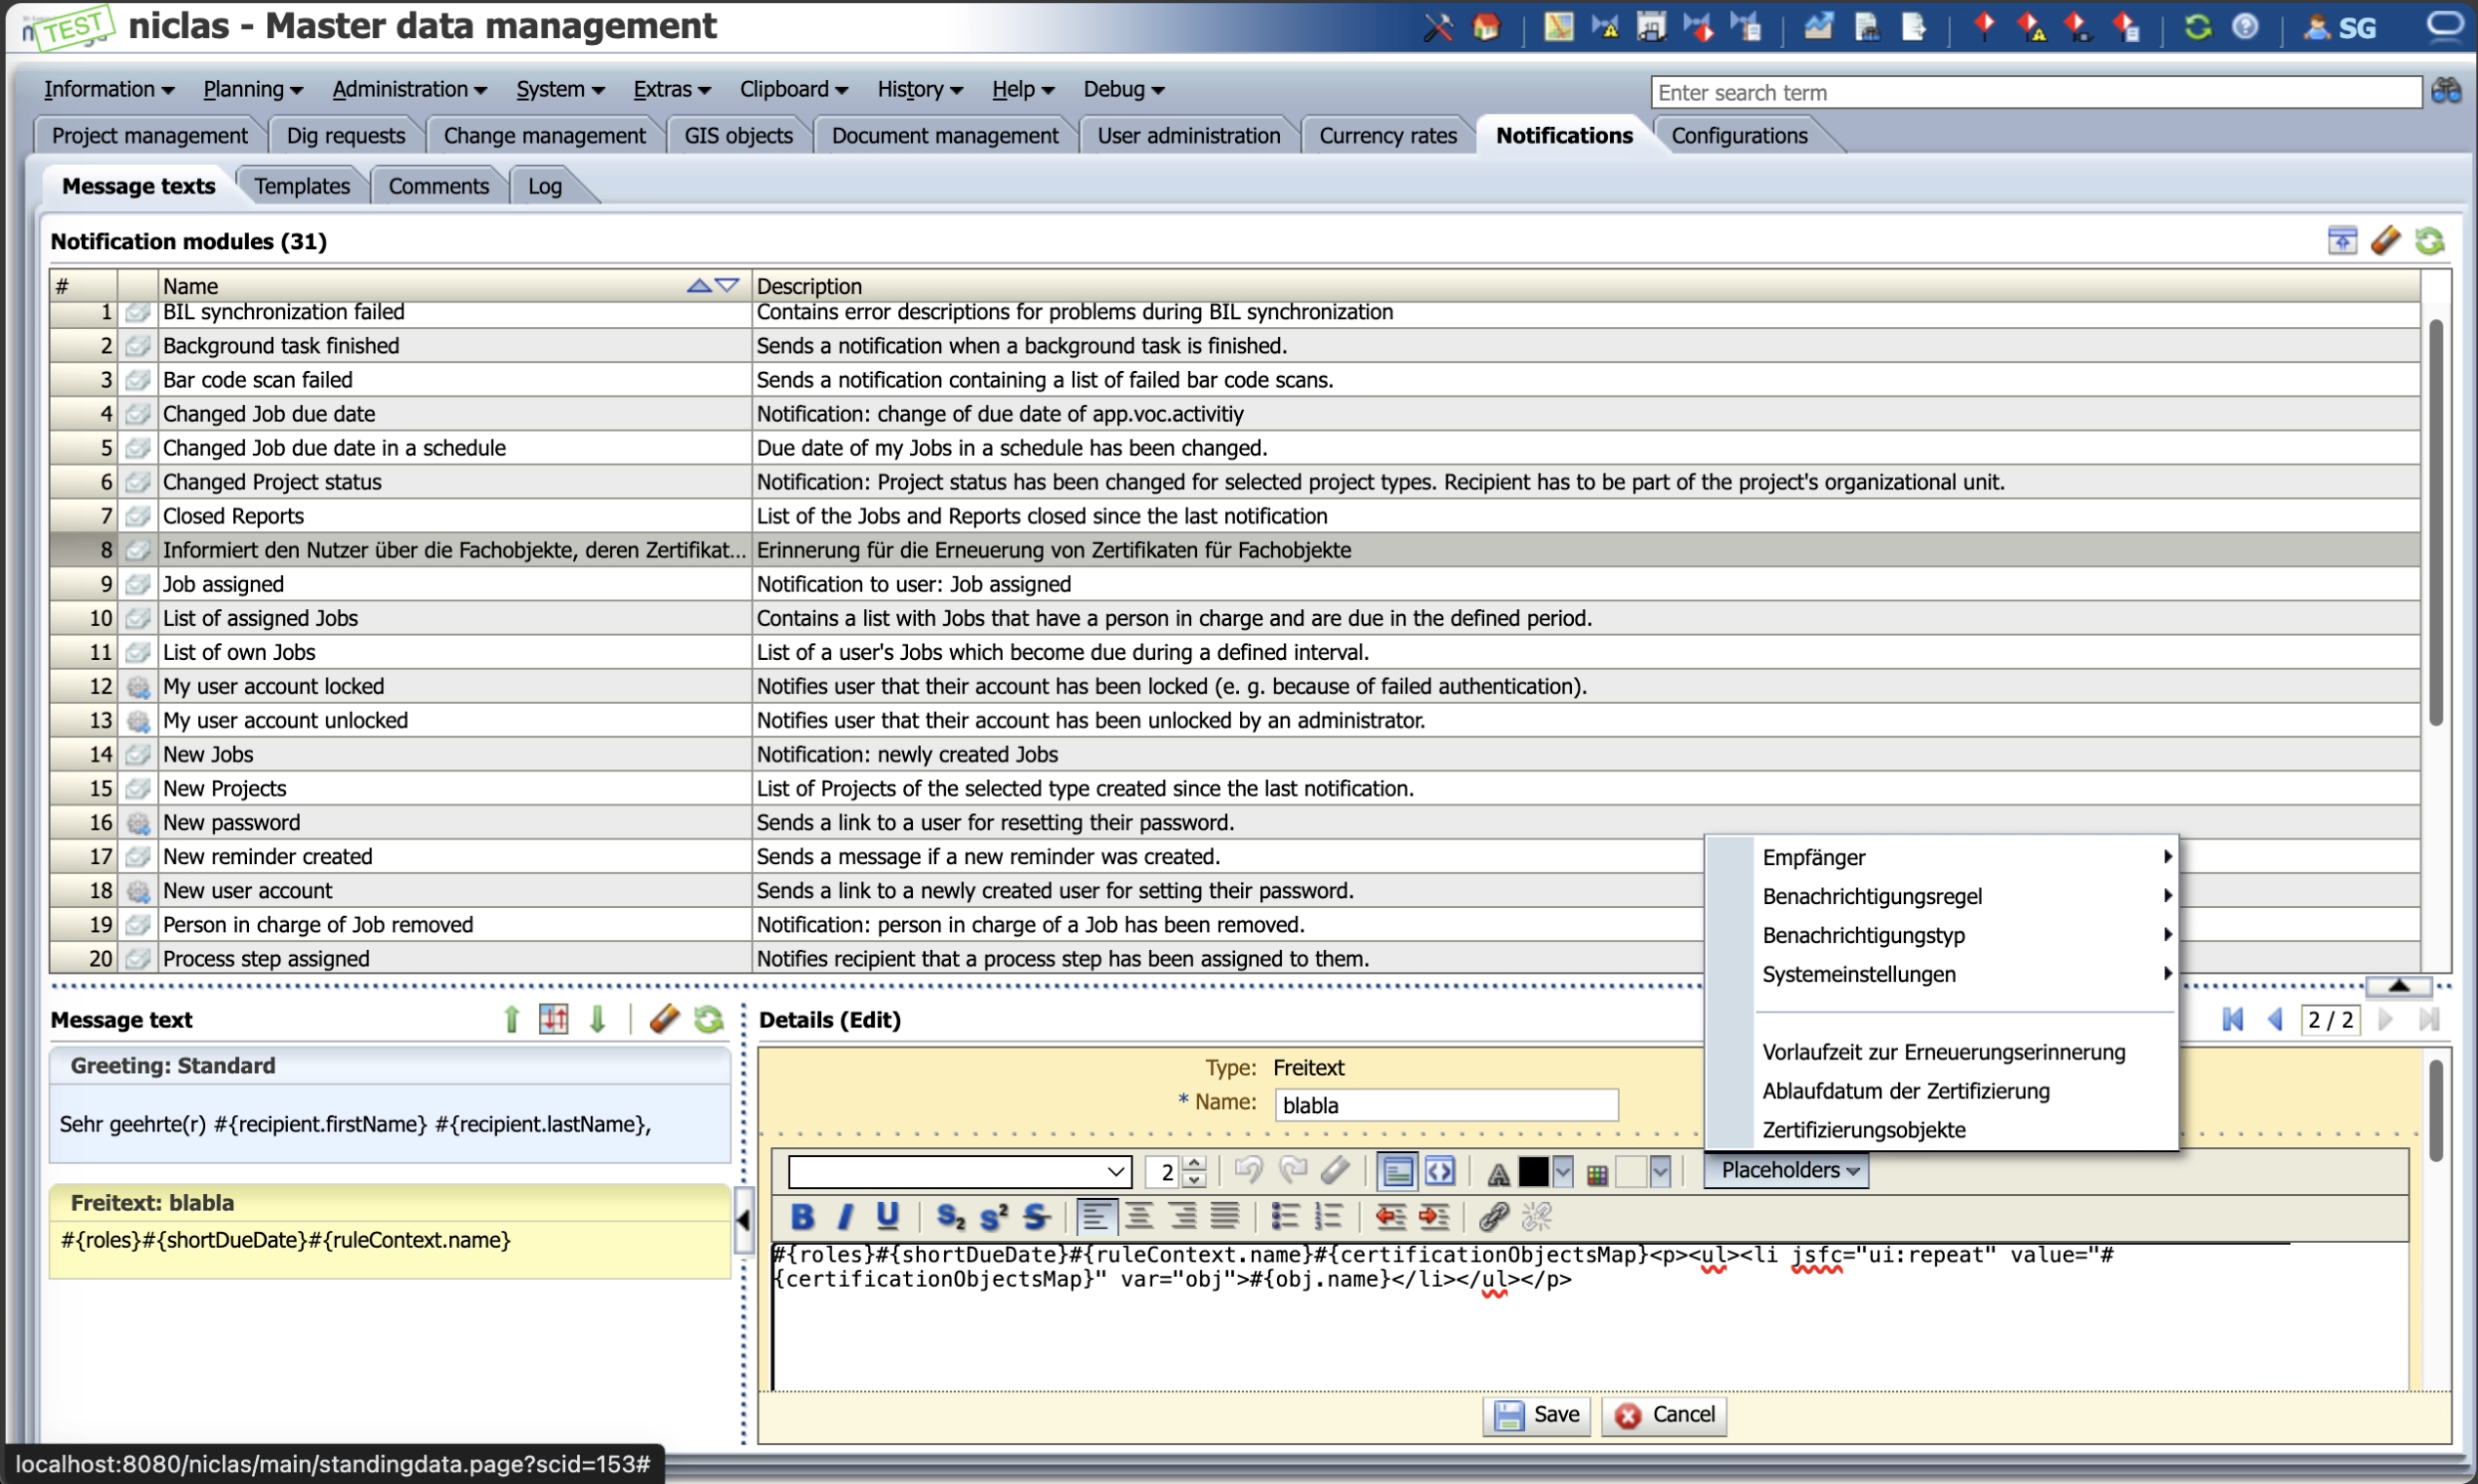 TEST niclas - Master data management
SG
Information Planning Administration System Extras Clipboard History Help Debug
Enter search term
Project management Dig requests Change management GIS objects Document management User administration Currency rates Notifications Configurations
Message texts Templates Comments Log
Notification modules (31)
# Name Description
1 BIL synchronization failed Contains error descriptions for problems during BIL synchronization
2 Background task finished Sends a notification when a background task is finished.
3 Bar code scan failed Sends a notification containing a list of failed bar code scans.
4 Changed Job due date Notification: change of due date of app.voc.activitiy
5 Changed Job due date in a schedule Due date of my Jobs in a schedule has been changed.
6 Changed Project status Notification: Project status has been changed for selected project types. Recipient has to be part of the project's organizational unit.
7 Closed Reports List of the Jobs and Reports closed since the last notification
8 Informiert den Nutzer über die Fachobjekte, deren Zertifikat... Erinnerung für die Erneuerung von Zertifikaten für Fachobjekte
9 Job assigned Notification to user: Job assigned
10 List of assigned Jobs Contains a list with Jobs that have a person in charge and are due in the defined period.
11 List of own Jobs List of a user's Jobs which become due during a defined interval.
12 My user account locked Notifies user that their account has been locked (e. g. because of failed authentication).
13 My user account unlocked Notifies user that their account has been unlocked by an administrator.
14 New Jobs Notification: newly created Jobs
15 New Projects List of Projects of the selected type created since the last notification.
16 New password Sends a link to a user for resetting their password.
17 New reminder created Sends a message if a new reminder was created.
18 New user account Sends a link to a newly created user for setting their password.
19 Person in charge of Job removed Notification: person in charge of a Job has been removed.
20 Process step assigned Notifies recipient that a process step has been assigned to them.
Empfänger
Benachrichtigungsregel
Benachrichtigungstyp
Systemeinstellungen
Vorlaufzeit zur Erneuerungserinnerung
Ablaufdatum der Zertifizierung
Zertifizierungsobjekte
Message text
Greeting: Standard
Sehr geehrte(r) #{recipient.firstName} #{recipient.lastName},
Freitext: blabla
#{roles}#{shortDueDate}#{ruleContext.name}
Details (Edit)
2 / 2
Type: Freitext
* Name: blabla
2
Placeholders
B I U S2 S2 S
#{roles}#{shortDueDate}#{ruleContext.name}#{certificationObjectsMap}<p><ul><li jsfc="ui:repeat" value="#
{certificationObjectsMap}" var="obj">#{obj.name}</li></ul></p>
Save Cancel
localhost:8080/niclas/main/standingdata.page?scid=153#